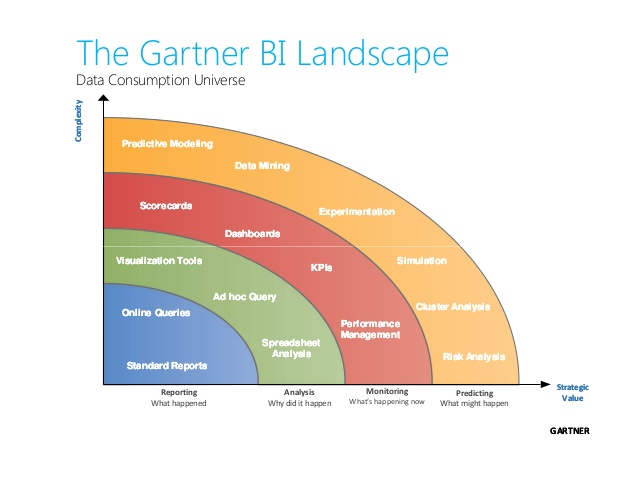 The Gartner BI Landscape
Data Consumption Universe
Complexity
Predictive Modeling
Data Mining
Experimentation
Simulation
Cluster Analysis
Risk Analysis
Scorecards
Dashboards
KPIs
Performance
Management
Visualization Tools
Ad hoc Query
Spreadsheet
Analysis
Online Queries
Standard Reports
Reporting
What happened
Analysis
Why did it happen
Monitoring
What's happening now
Predicting
What might happen
Strategic
Value
GARTNER